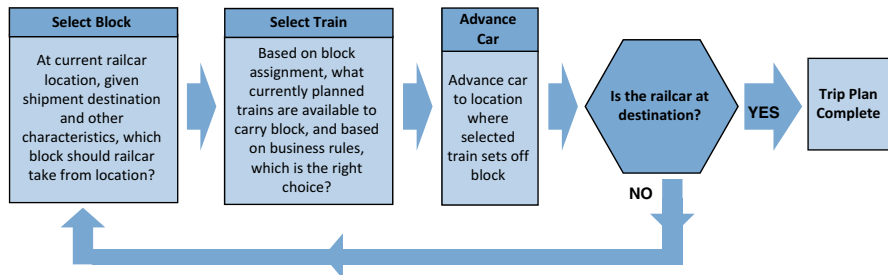 Select Block
At current railcar
location, given
shipment destination
and other
characteristics, which
block should railcar
take from location?
Select Train
Based on block
assignment, what
currently planned
trains are available to
carry block, and based
on business rules,
which is the right
choice?
Advance
Car
Advance car
to location
where
selected
train sets off
block
Is the railcar at
destination?
YES
Trip Plan
Complete
NO